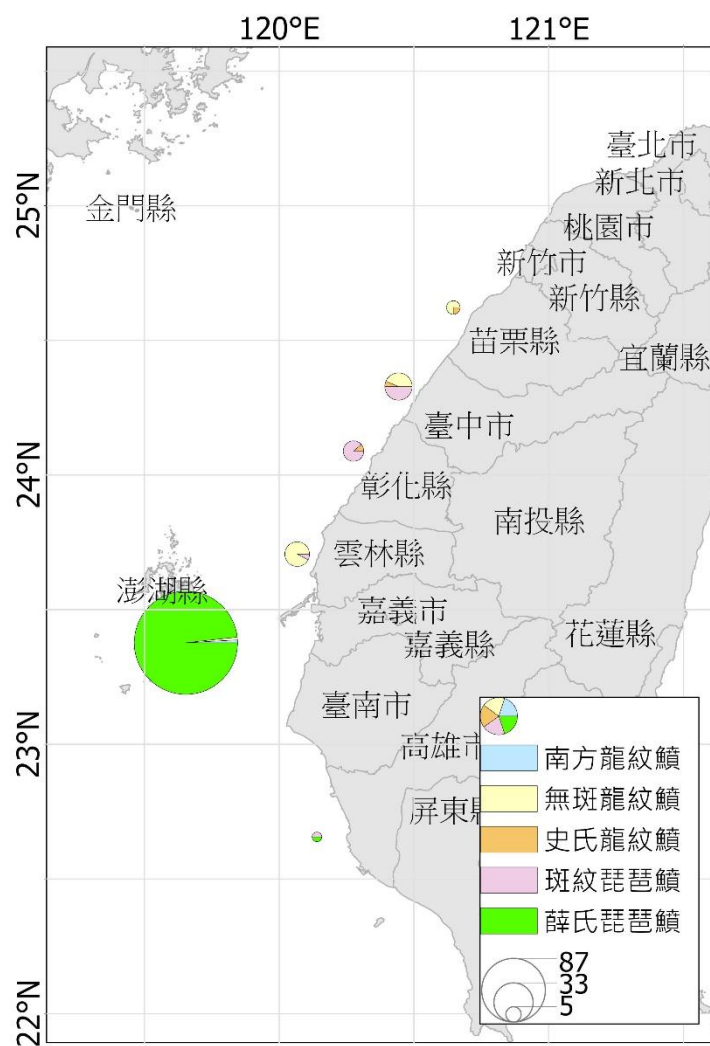 120°E 121°E
臺北市
新北市
25°N
金門縣
桃園市
新竹市
新竹縣
苗栗縣
宜蘭縣
臺中市
24°N
彰化縣
南投縣
雲林縣
澎湖縣
嘉義市
花蓮縣
嘉義縣
臺南市
23°N
高雄市
屏東縣
南方龍紋鱝
無斑龍紋鱝
史氏龍紋鱝
斑紋琵琶鱝
薛氏琵琶鱝
87
33
5
22°N